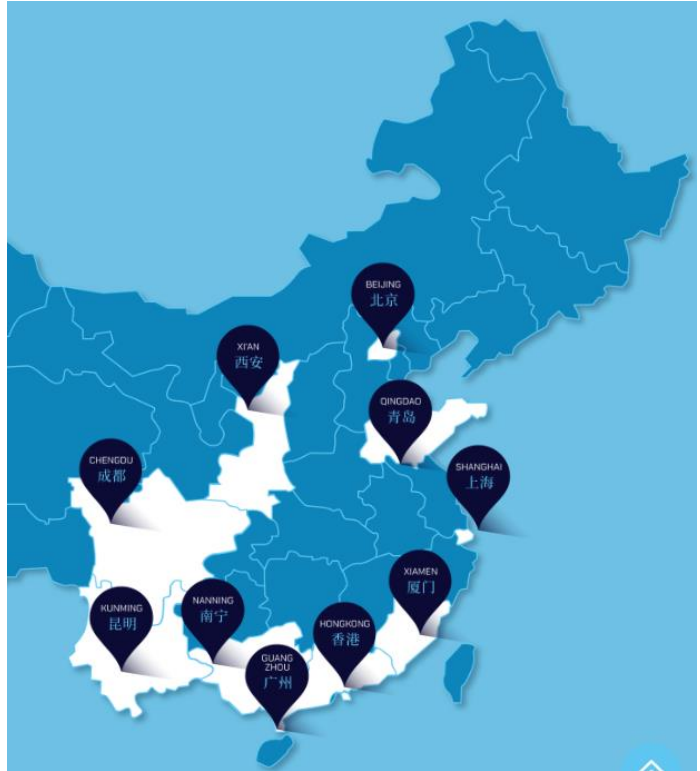 BEIJING
北京
XI'AN
西安
QINGDAO
青岛
CHENGDU
成都
SHANGHAI
上海
XIAMEN
厦门
KUNMING
昆明
NANNING
南宁
HONGKONG
香港
GUANG
ZHOU
广州